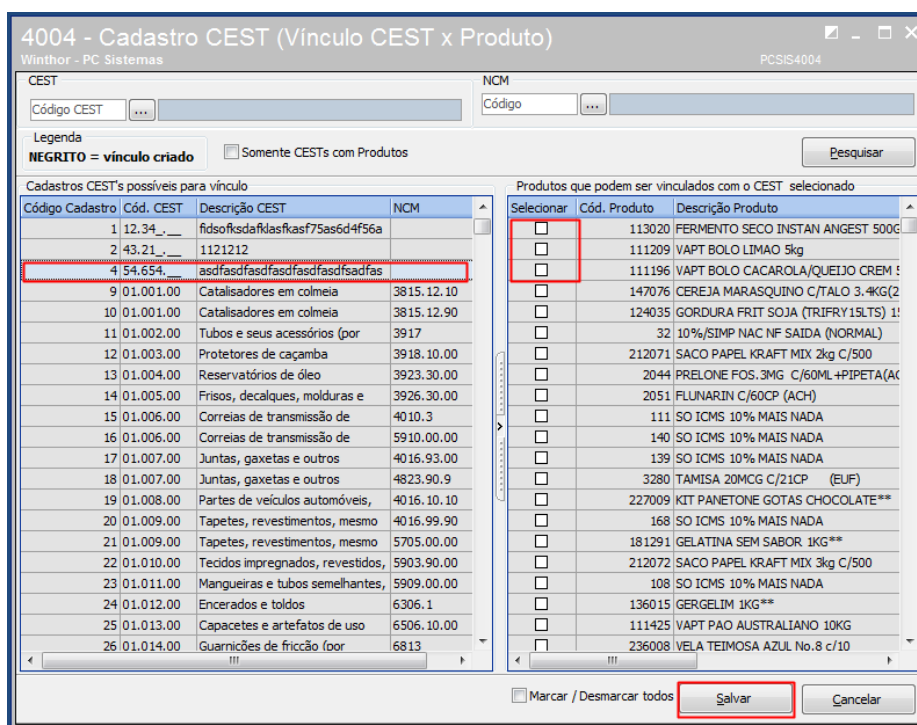 4004 - Cadastro CEST (Vínculo CEST x Produto)
Winthor - PC Sistemas PCSIS4004
CEST NCM
Código CEST ... Código ...
Legenda
NEGRITO = vínculo criado Somente CESTs com Produtos Pesquisar
Cadastros CEST's possíveis para vínculo Produtos que podem ser vinculados com o CEST selecionado
Código Cadastro Cód. CEST Descrição CEST NCM Selecionar Cód. Produto Descrição Produto
1 12.34_.__ fidsofksdafklasfkasf75as6d4f56a 113020 FERMENTO SECO INSTAN ANGEST 500G
2 43.21_.__ 1121212 111209 VAPT BOLO LIMAO 5kg
4 54.654.__ asdfasdfasdfasdfasdfasdfsadfas 111196 VAPT BOLO CACAROLA/QUEIJO CREM 5
9 01.001.00 Catalisadores em colmeia 3815.12.10 147076 CEREJA MARASQUINO C/TALO 3.4KG(2
10 01.001.00 Catalisadores em colmeia 3815.12.90 124035 GORDURA FRIT SOJA (TRIFRY15LTS) 1
11 01.002.00 Tubos e seus acessórios (por 3917 32 10%/SIMP NAC NF SAIDA (NORMAL)
12 01.003.00 Protetores de caçamba 3918.10.00 212071 SACO PAPEL KRAFT MIX 2kg C/500
13 01.004.00 Reservatórios de óleo 3923.30.00 2044 PRELONE FOS.3MG C/60ML+PIPETA(AC
14 01.005.00 Frisos, decalques, molduras e 3926.30.00 2051 FLUNARIN C/60CP (ACH)
15 01.006.00 Correias de transmissão de 4010.3 111 SO ICMS 10% MAIS NADA
16 01.006.00 Correias de transmissão de 5910.00.00 140 SO ICMS 10% MAIS NADA
17 01.007.00 Juntas, gaxetas e outros 4016.93.00 139 SO ICMS 10% MAIS NADA
18 01.007.00 Juntas, gaxetas e outros 4823.90.9 3280 TAMISA 20MCG C/21CP (EUF)
19 01.008.00 Partes de veículos automóveis, 4016.10.10 227009 KIT PANETONE GOTAS CHOCOLATE**
20 01.009.00 Tapetes, revestimentos, mesmo 4016.99.90 168 SO ICMS 10% MAIS NADA
21 01.009.00 Tapetes, revestimentos, mesmo 5705.00.00 181291 GELATINA SEM SABOR 1KG**
22 01.010.00 Tecidos impregnados, revestidos, 5903.90.00 212072 SACO PAPEL KRAFT MIX 3kg C/500
23 01.011.00 Mangueiras e tubos semelhantes, 5909.00.00 108 SO ICMS 10% MAIS NADA
24 01.012.00 Encerados e toldos 6306.1 136015 GERGELIM 1KG**
25 01.013.00 Capacetes e artefatos de uso 6506.10.00 111425 VAPT PAO AUSTRALIANO 10KG
26 01.014.00 Guarnições de fricção (por 6813 236008 VELA TEIMOSA AZUL No.8 c/10
Marcar / Desmarcar todos Salvar Cancelar